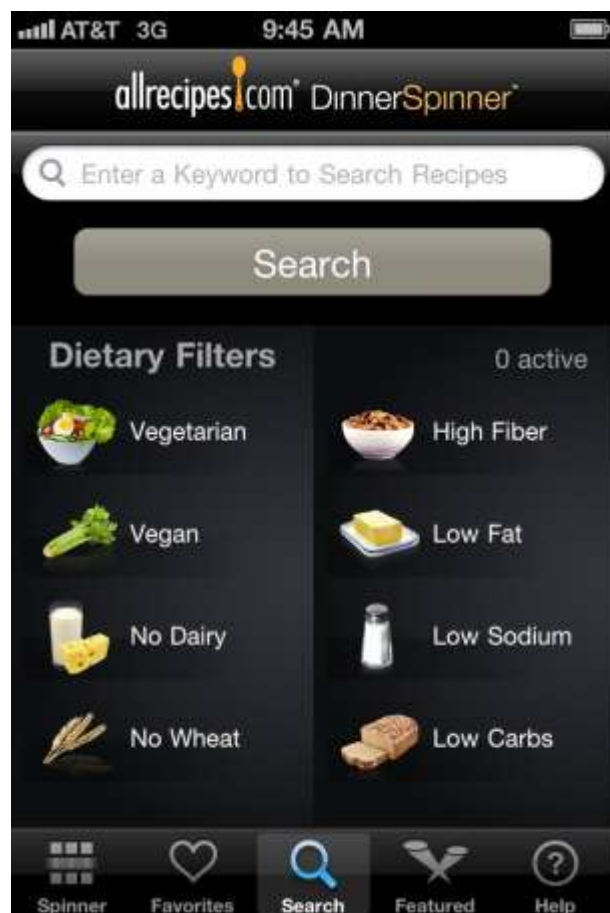 AT&T 3G 9:45 AM
allrecipes.com® DinnerSpinner™
Enter a Keyword to Search Recipes
Search
Dietary Filters 0 active
Vegetarian High Fiber
Vegan Low Fat
No Dairy Low Sodium
No Wheat Low Carbs
Spinner Favorites Search Featured Help